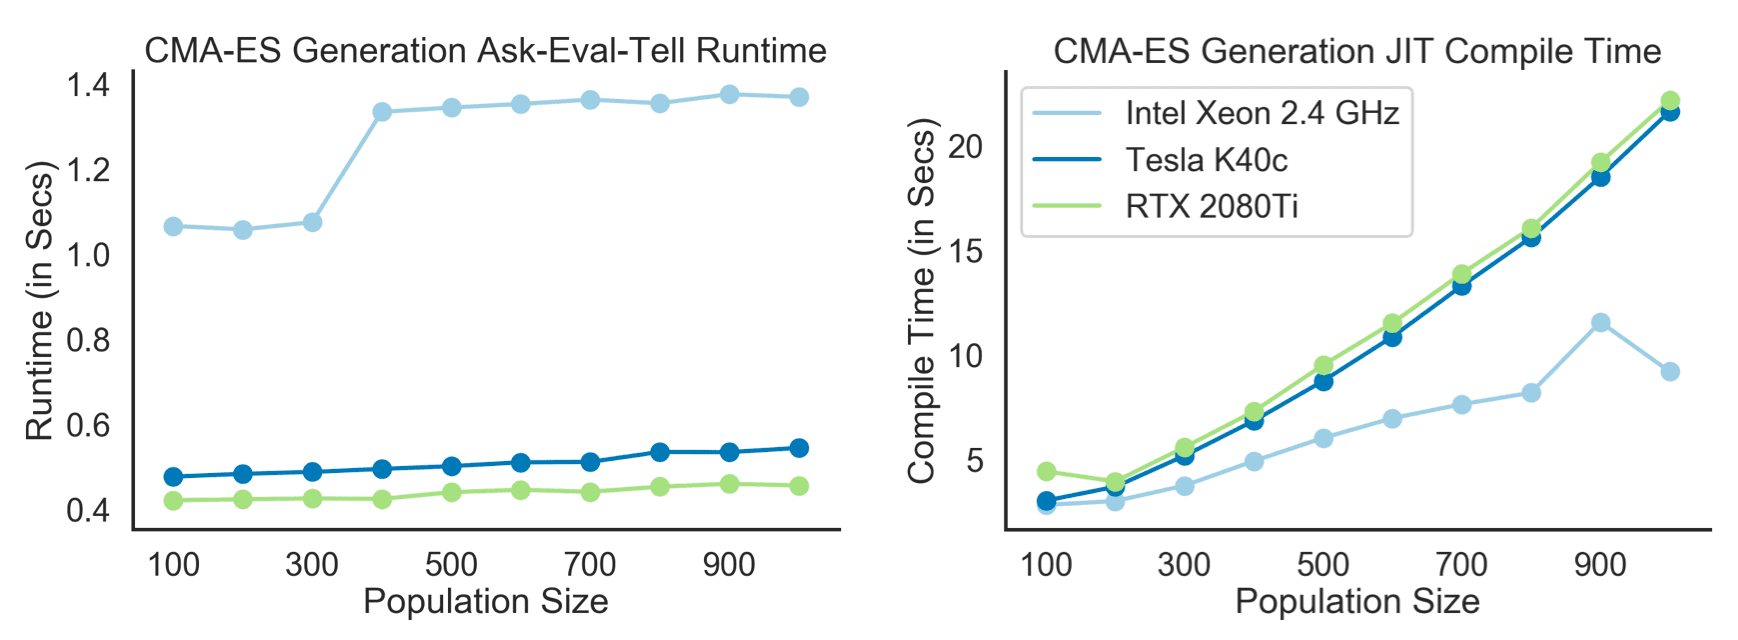 CMA-ES Generation Ask-Eval-Tell Runtime
1.4
1.2
1.0
0.8
0.6
0.4
Runtime (in Secs)
100 300 500 700 900
Population Size
CMA-ES Generation JIT Compile Time
Intel Xeon 2.4 GHz
Tesla K40c
RTX 2080Ti
20
15
10
5
Compile Time (in Secs)
100 300 500 700 900
Population Size